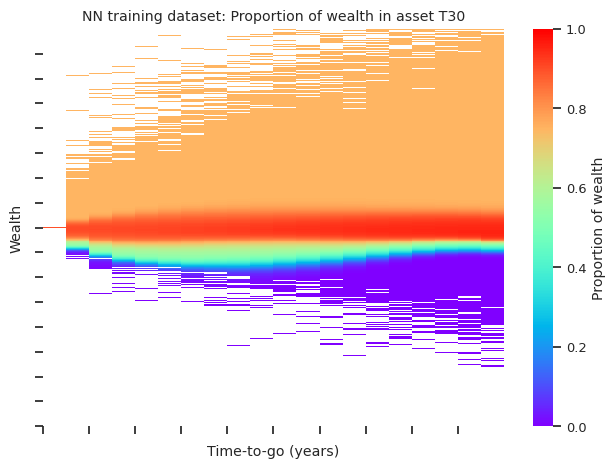 NN training dataset: Proportion of wealth in asset T30
Wealth
Time-to-go (years)
1.0
0.8
0.6
0.4
0.2
0.0
Proportion of wealth